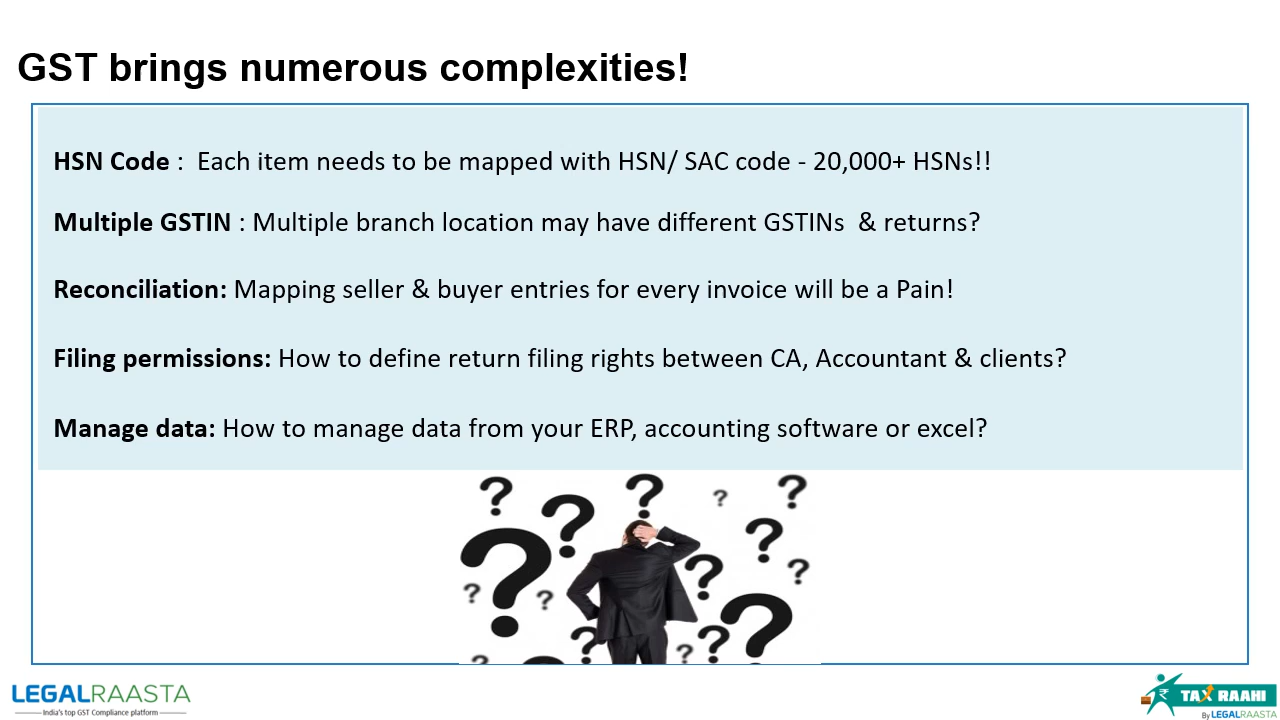 GST brings numerous complexities!
HSN Code : Each item needs to be mapped with HSN/ SAC code - 20,000+ HSNs!!
Multiple GSTIN : Multiple branch location may have different GSTINs & returns?
Reconciliation: Mapping seller & buyer entries for every invoice will be a Pain!
Filing permissions: How to define return filing rights between CA, Accountant & clients?
Manage data: How to manage data from your ERP, accounting software or excel?
? ? ? ? ?
? ?
? ? ? ?
? ? ? ?
? ?
LEGALRAASTA
India's top GST Compliance platform
₹ TAX RAAHI
By LEGALRAASTA